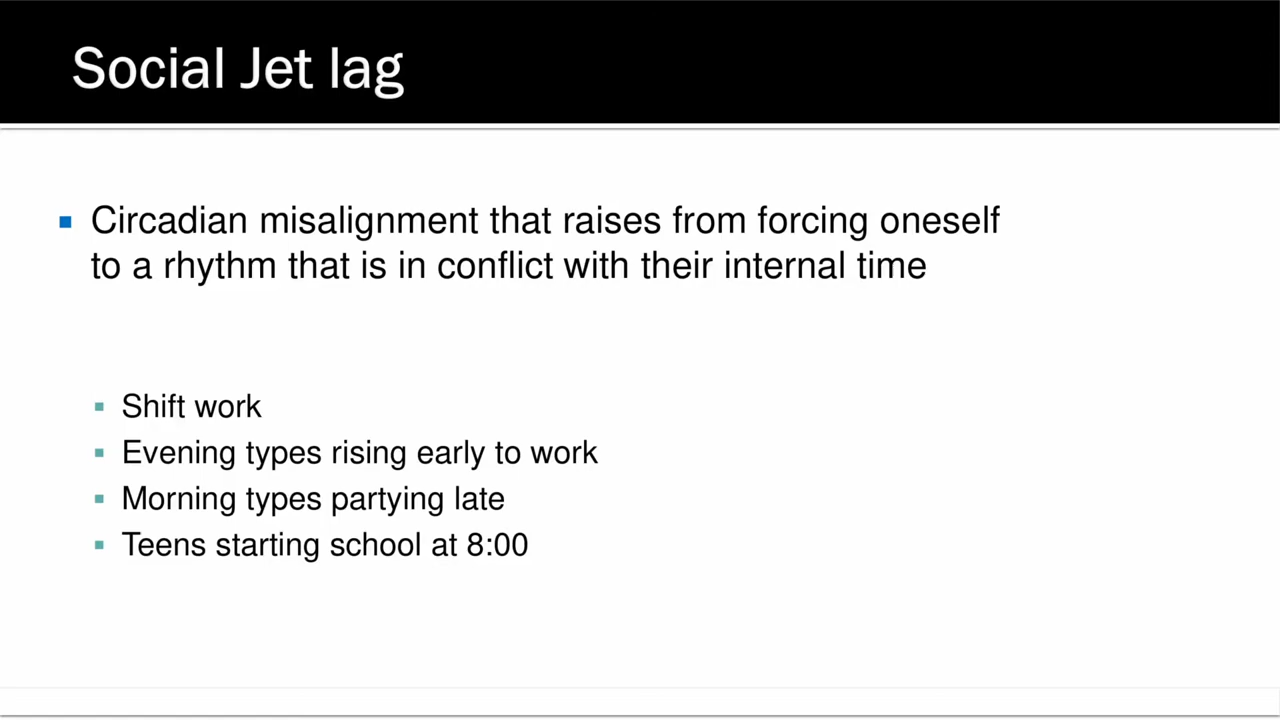 Social Jet lag
Circadian misalignment that raises from forcing oneself
to a rhythm that is in conflict with their internal time
Shift work
Evening types rising early to work
Morning types partying late
Teens starting school at 8:00